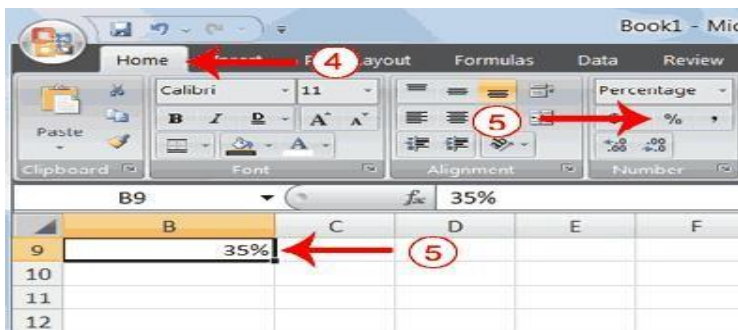 Book1 - Mic
Home Insert Layout Formulas Data Review
4
Calibri 11 Percentage
B I D A A 5 % ,
Paste
Clipboard Font Alignment Number
B9 fx 35%
B C D E F
9 35% 5
10
11
12